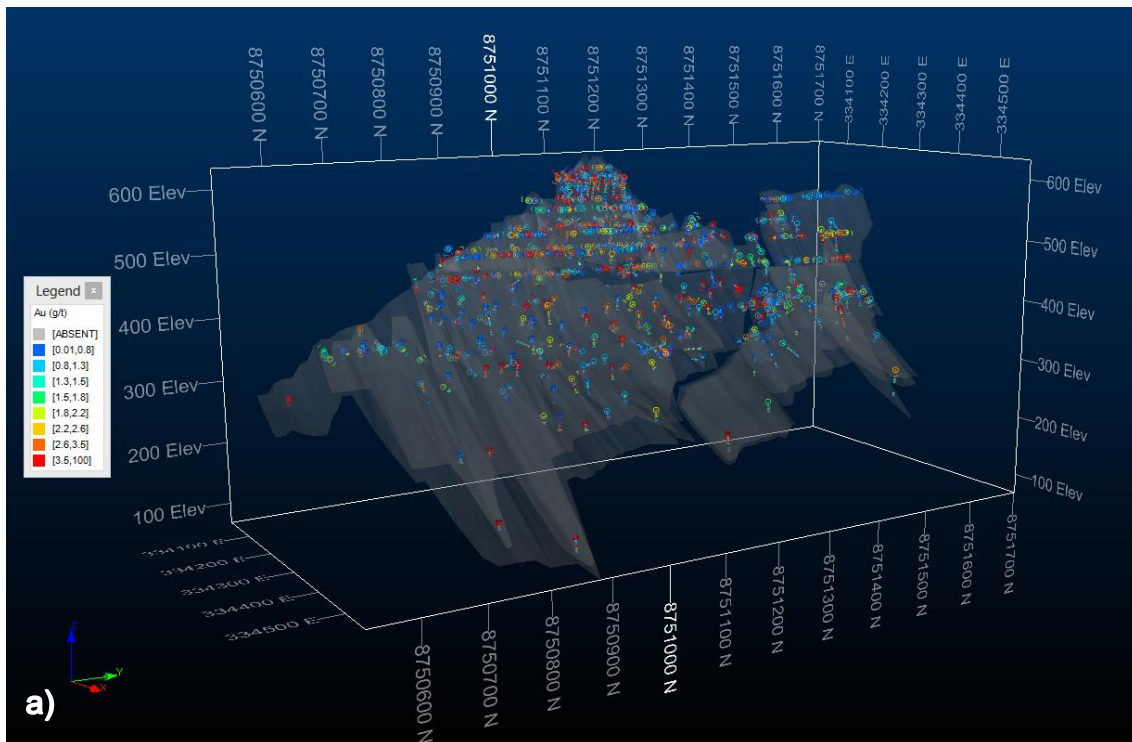 8750600 N
8750700 N
8750800 N
8750900 N
8751000 N
8751100 N
8751200 N
8751300 N
8751400 N
8751500 N
8751600 N
8751700 N
334100 E
334200 E
334300 E
334400 E
334500 E
600 Elev
500 Elev
400 Elev
300 Elev
200 Elev
100 Elev
600 Elev
500 Elev
400 Elev
300 Elev
200 Elev
100 Elev
Legend x
Au (g/t)
[ABSENT]
[0.01,0.8]
[0.8,1.3]
[1.3,1.5]
[1.5,1.8]
[1.8,2.2]
[2.2,2.6]
[2.6,3.5]
[3.5,100]
334100 E
334200 E
334300 E
334400 E
334500 E
8750600 N
8750700 N
8750800 N
8750900 N
8751000 N
8751100 N
8751200 N
8751300 N
8751400 N
8751500 N
8751600 N
8751700 N
Z
Y
X
a)